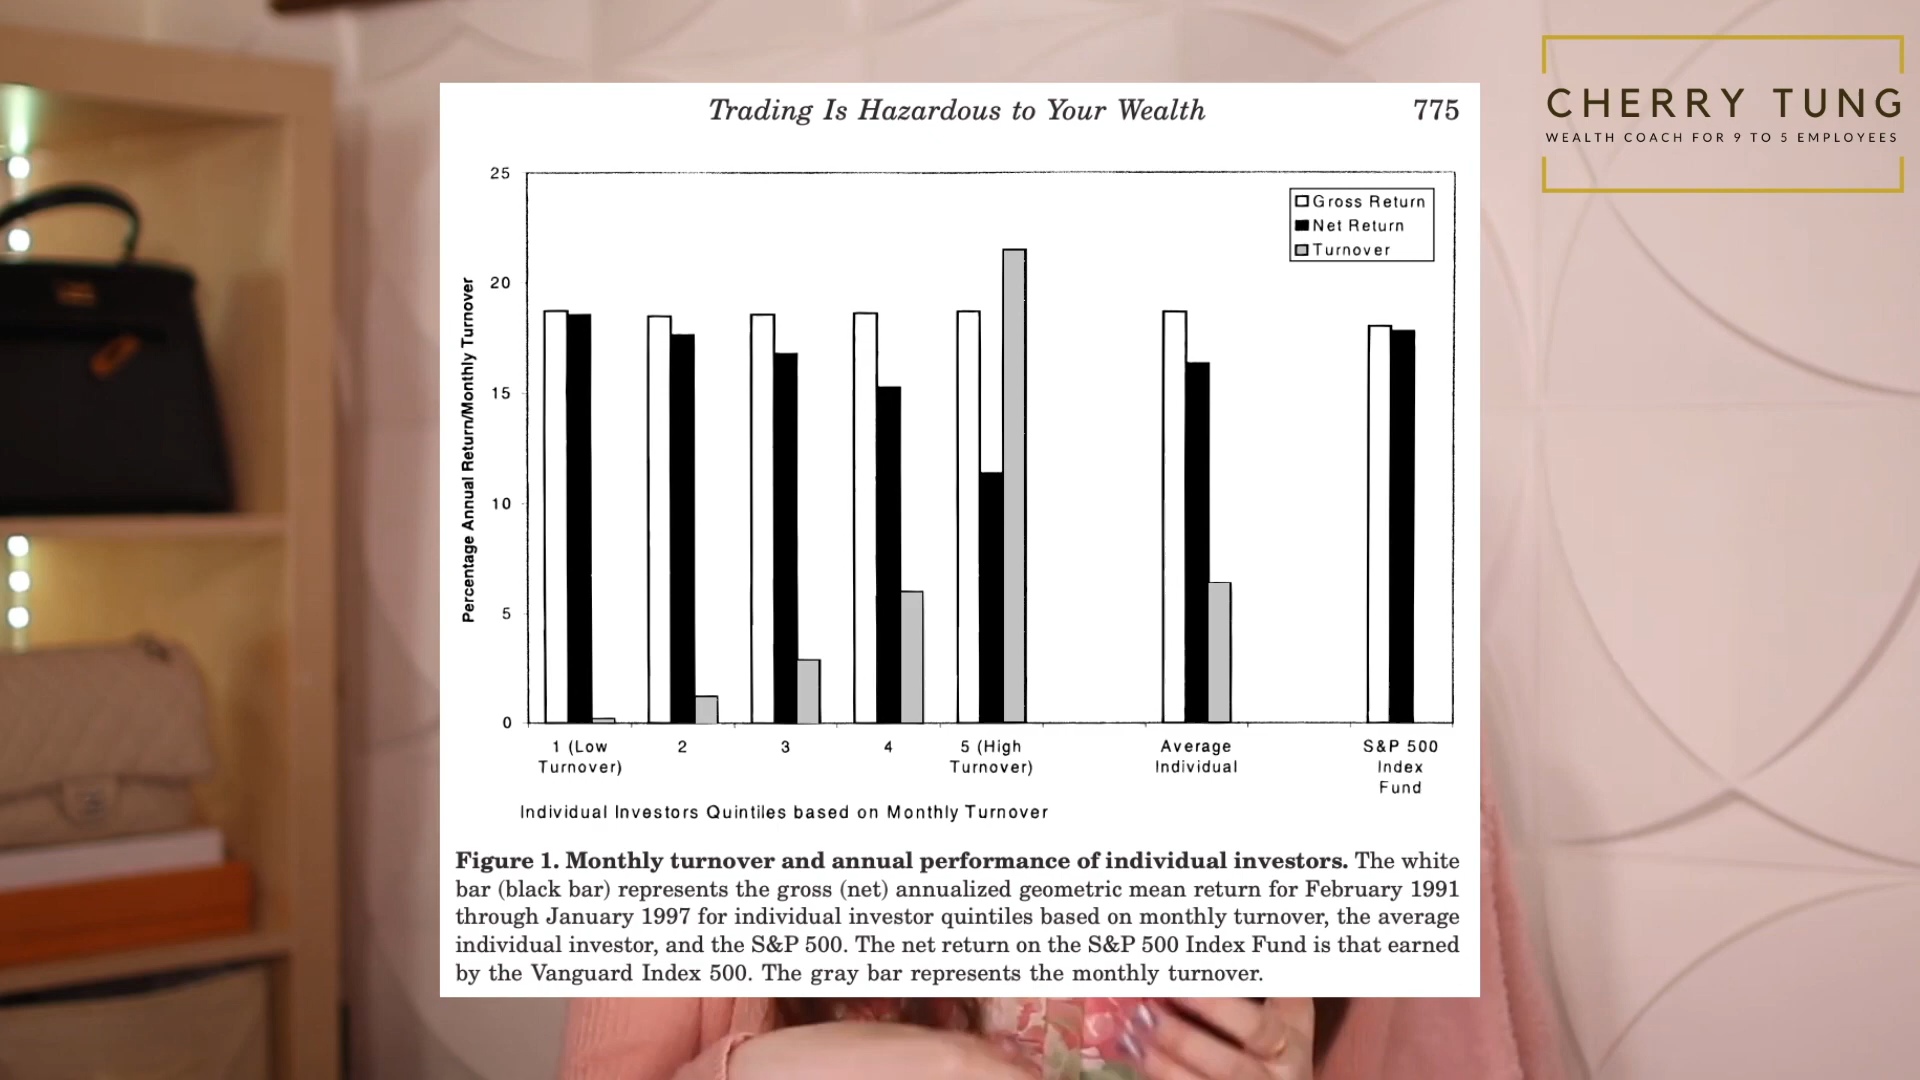 Trading Is Hazardous to Your Wealth 775
CHERRY TUNG
WEALTH COACH FOR 9 TO 5 EMPLOYEES
25
20
15
10
5
0
Percentage Annual Return/Monthly Turnover
Gross Return
Net Return
Turnover
1 (Low Turnover)
2
3
4
5 (High Turnover)
Average Individual
S&P 500 Index Fund
Individual Investors Quintiles based on Monthly Turnover
Figure 1. Monthly turnover and annual performance of individual investors. The white
bar (black bar) represents the gross (net) annualized geometric mean return for February 1991
through January 1997 for individual investor quintiles based on monthly turnover, the average
individual investor, and the S&P 500. The net return on the S&P 500 Index Fund is that earned
by the Vanguard Index 500. The gray bar represents the monthly turnover.